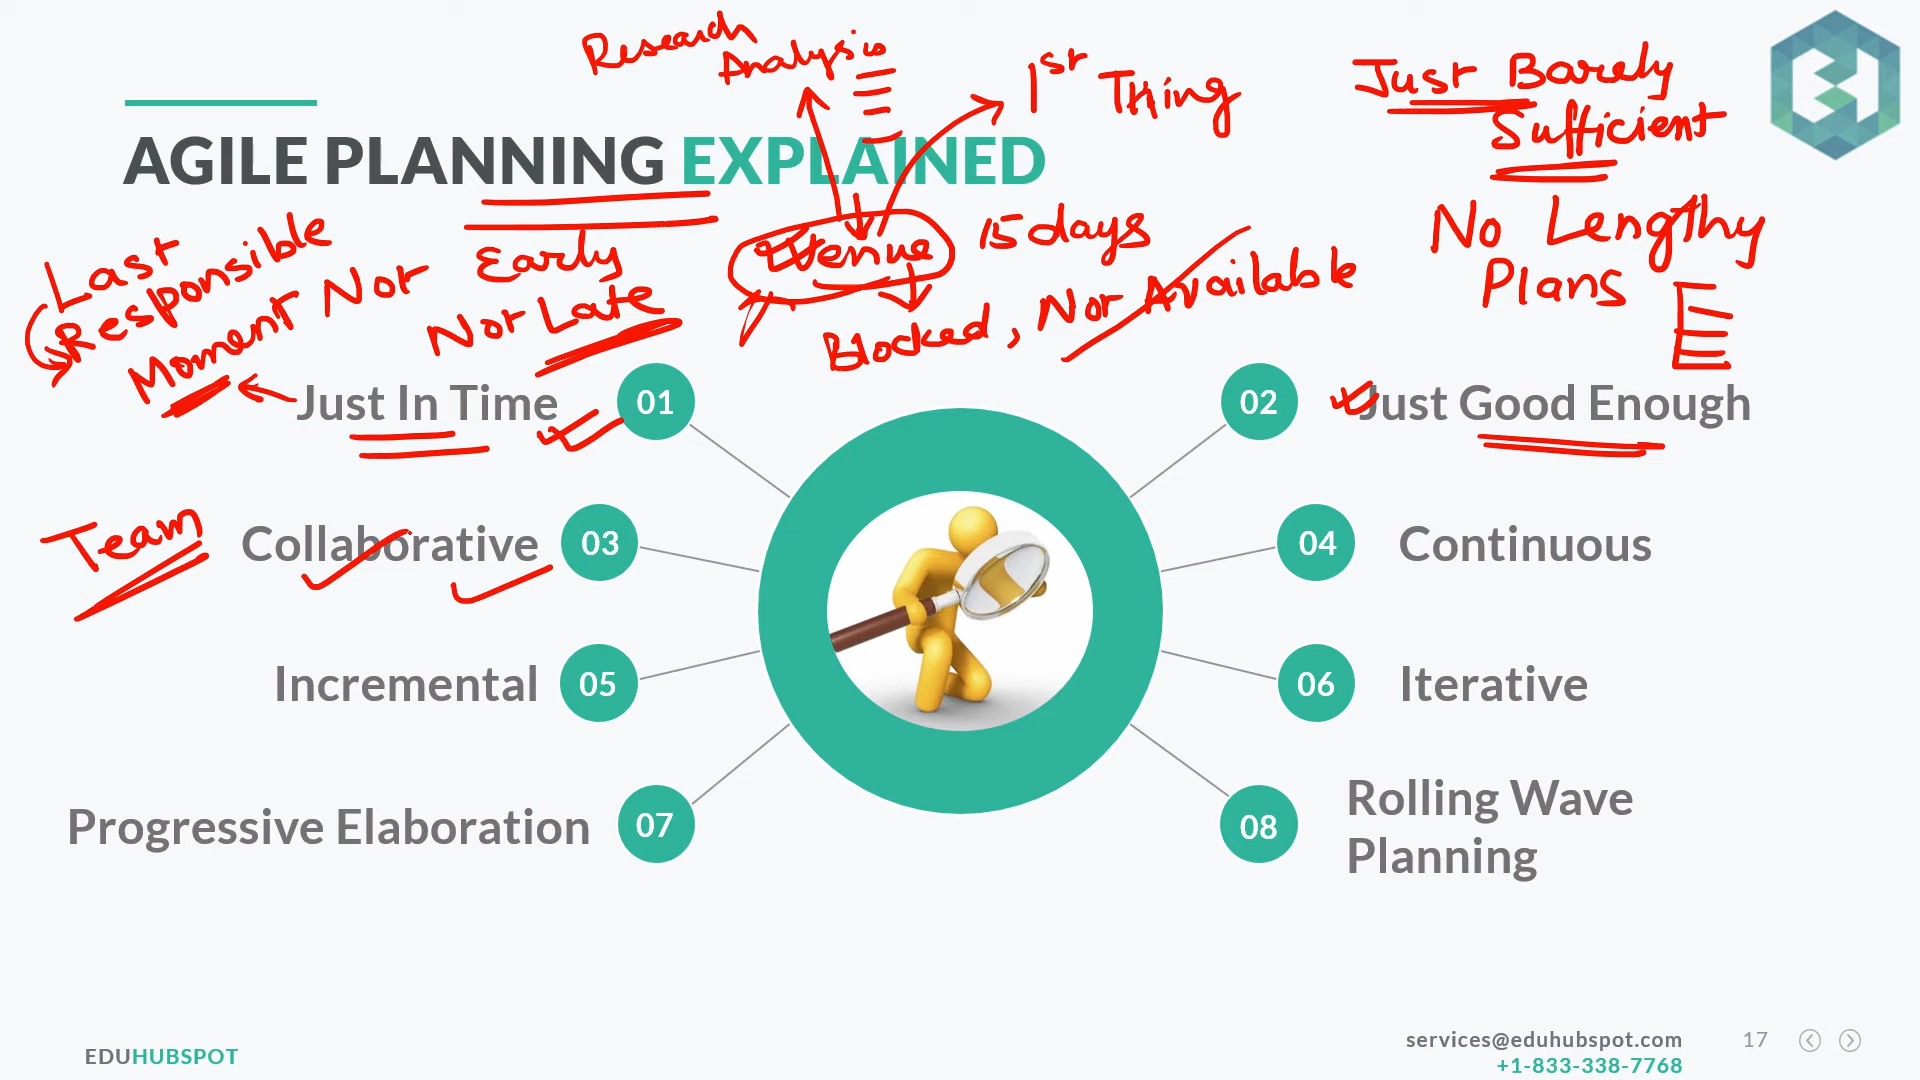 Research
Analysis
1st Thing
Just Barely
Sufficient
AGILE PLANNING EXPLAINED
No Lengthy
Plans
Last
Responsible
Moment Not Early
Not Late
Venue 15 days
Blocked, Not Available
Just In Time 01
02 Just Good Enough
Team
Collaborative 03
04 Continuous
Incremental 05
06 Iterative
Progressive Elaboration 07
08 Rolling Wave
Planning
EDUHUBSPOT
services@eduhubspot.com
+1-833-338-7768
17